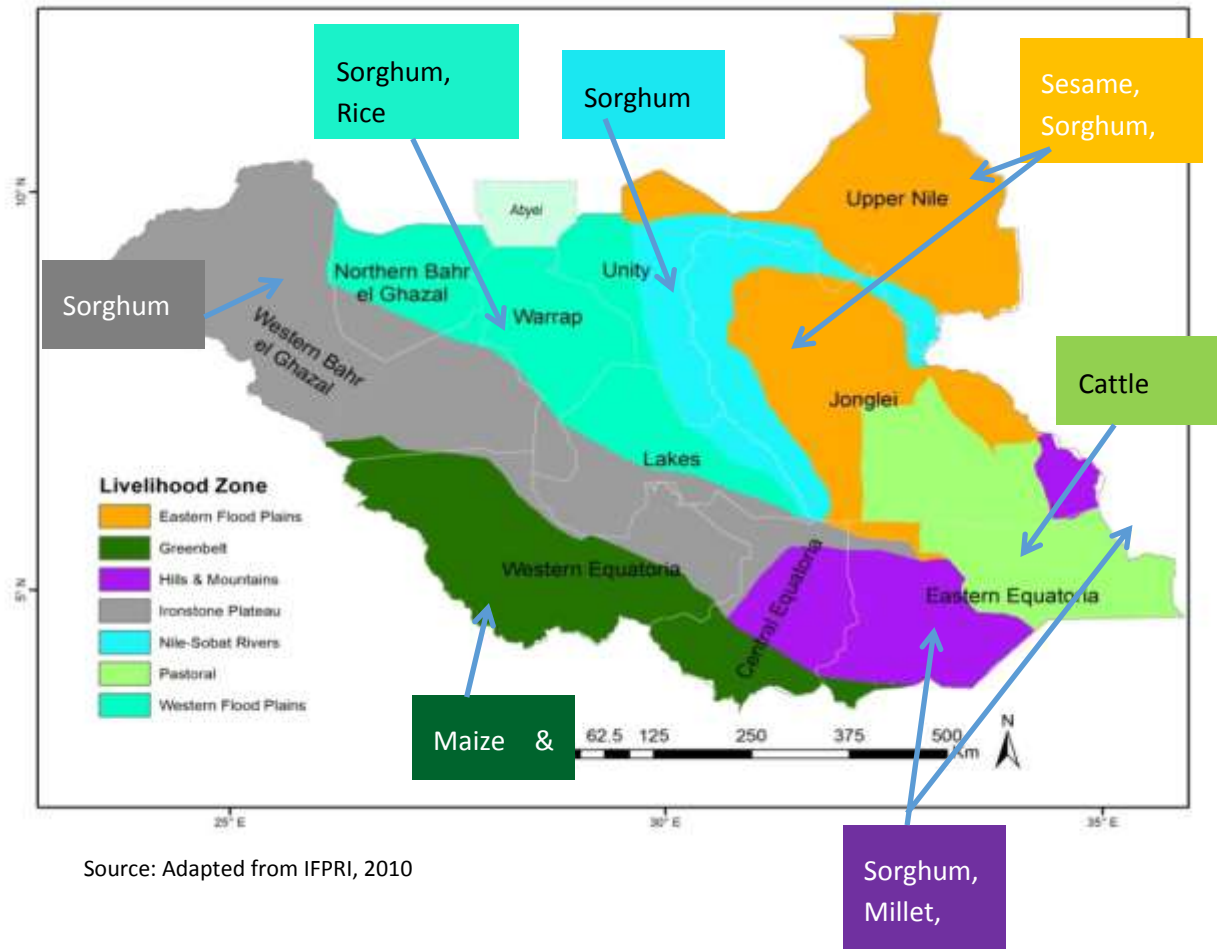 Sorghum,
Rice
Sorghum
Sesame,
Sorghum,
10° N
Abyei
Upper Nile
Northern Bahr
el Ghazal
Unity
Warrap
Sorghum
Western Bahr
el Ghazal
Cattle
Jonglei
Lakes
Livelihood Zone
Eastern Flood Plains
Greenbelt
Hills & Mountains
Ironstone Plateau
Nile-Sobat Rivers
Pastoral
Western Flood Plains
5° N
Western Equatoria
Central Equatoria
Eastern Equatoria
Maize &
62.5 125 250 375 500
Km
N
25° E 30° E 35° E
Source: Adapted from IFPRI, 2010
Sorghum,
Millet,